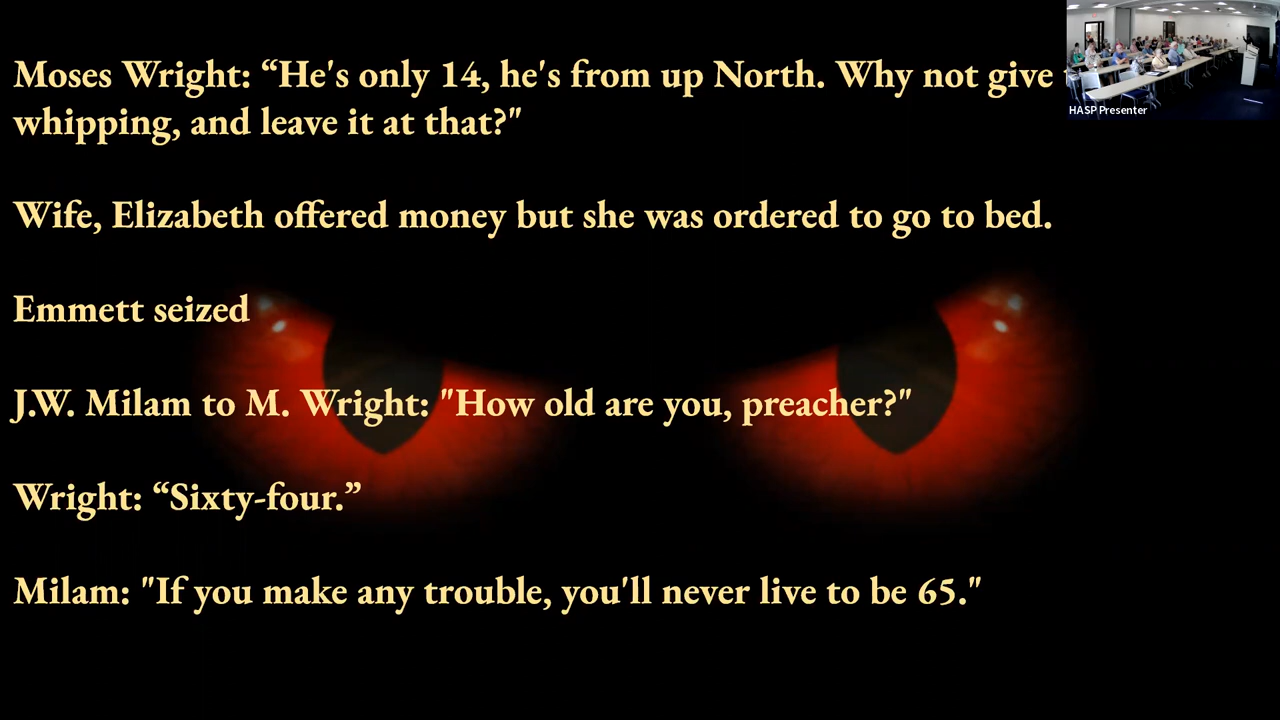 Moses Wright: “He's only 14, he's from up North. Why not give
whipping, and leave it at that?"
Wife, Elizabeth offered money but she was ordered to go to bed.
Emmett seized
J.W. Milam to M. Wright: "How old are you, preacher?"
Wright: “Sixty-four.”
Milam: "If you make any trouble, you'll never live to be 65."
HASP Presenter